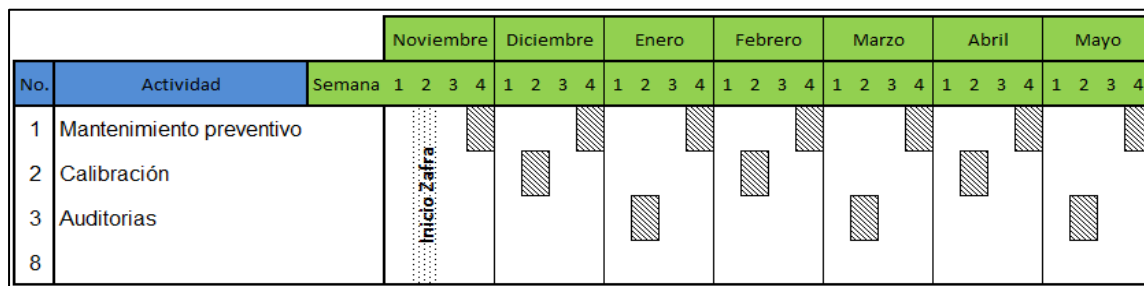 Noviembre Diciembre Enero Febrero Marzo Abril Mayo
No. Actividad Semana 1 2 3 4 1 2 3 4 1 2 3 4 1 2 3 4 1 2 3 4 1 2 3 4 1 2 3 4
1 Mantenimiento preventivo
2 Calibración
3 Auditorias
8
Inicio Zafra